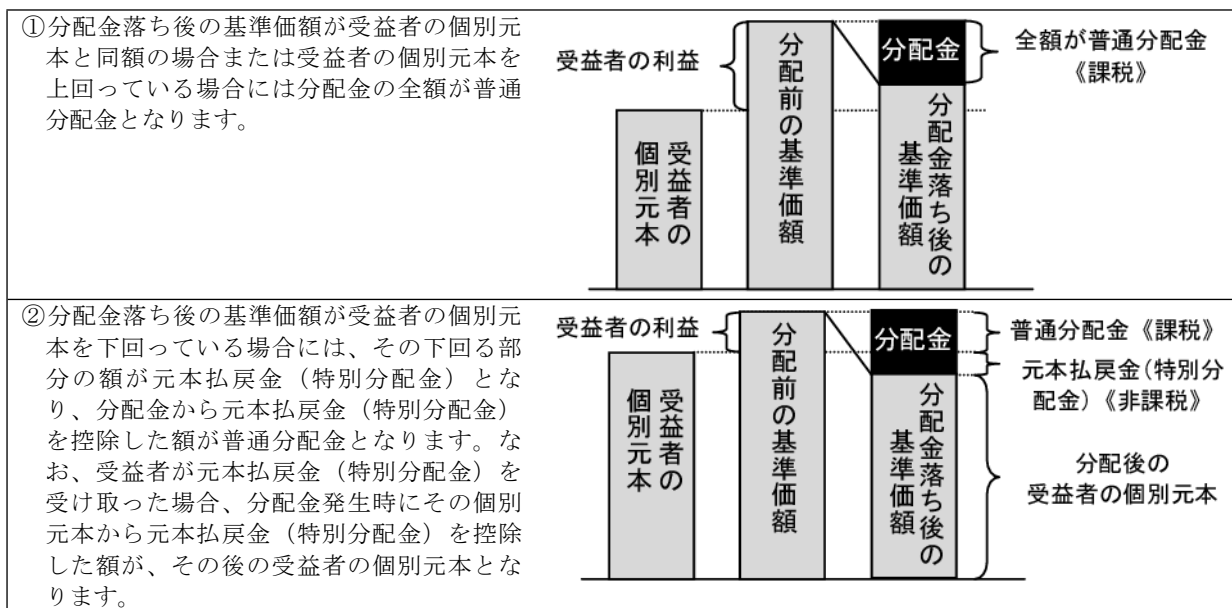 ①分配金落ち後の基準価額が受益者の個別元
本と同額の場合または受益者の個別元本を
上回っている場合には分配金の全額が普通
分配金となります。
受益者の利益
受益者の
個別元本
分配前の基準価額
分配金
分配金落ち後の
基準価額
全額が普通分配金
《課税》
②分配金落ち後の基準価額が受益者の個別元
本を下回っている場合には、その下回る部
分の額が元本払戻金（特別分配金）とな
り、分配金から元本払戻金（特別分配金）
を控除した額が普通分配金となります。な
お、受益者が元本払戻金（特別分配金）を
受け取った場合、分配金発生時にその個別
元本から元本払戻金（特別分配金）を控除
した額が、その後の受益者の個別元本とな
ります。
受益者の利益
受益者の
個別元本
分配前の基準価額
分配金
分配金落ち後の
基準価額
普通分配金《課税》
元本払戻金(特別分
配金)《非課税》
分配後の
受益者の個別元本